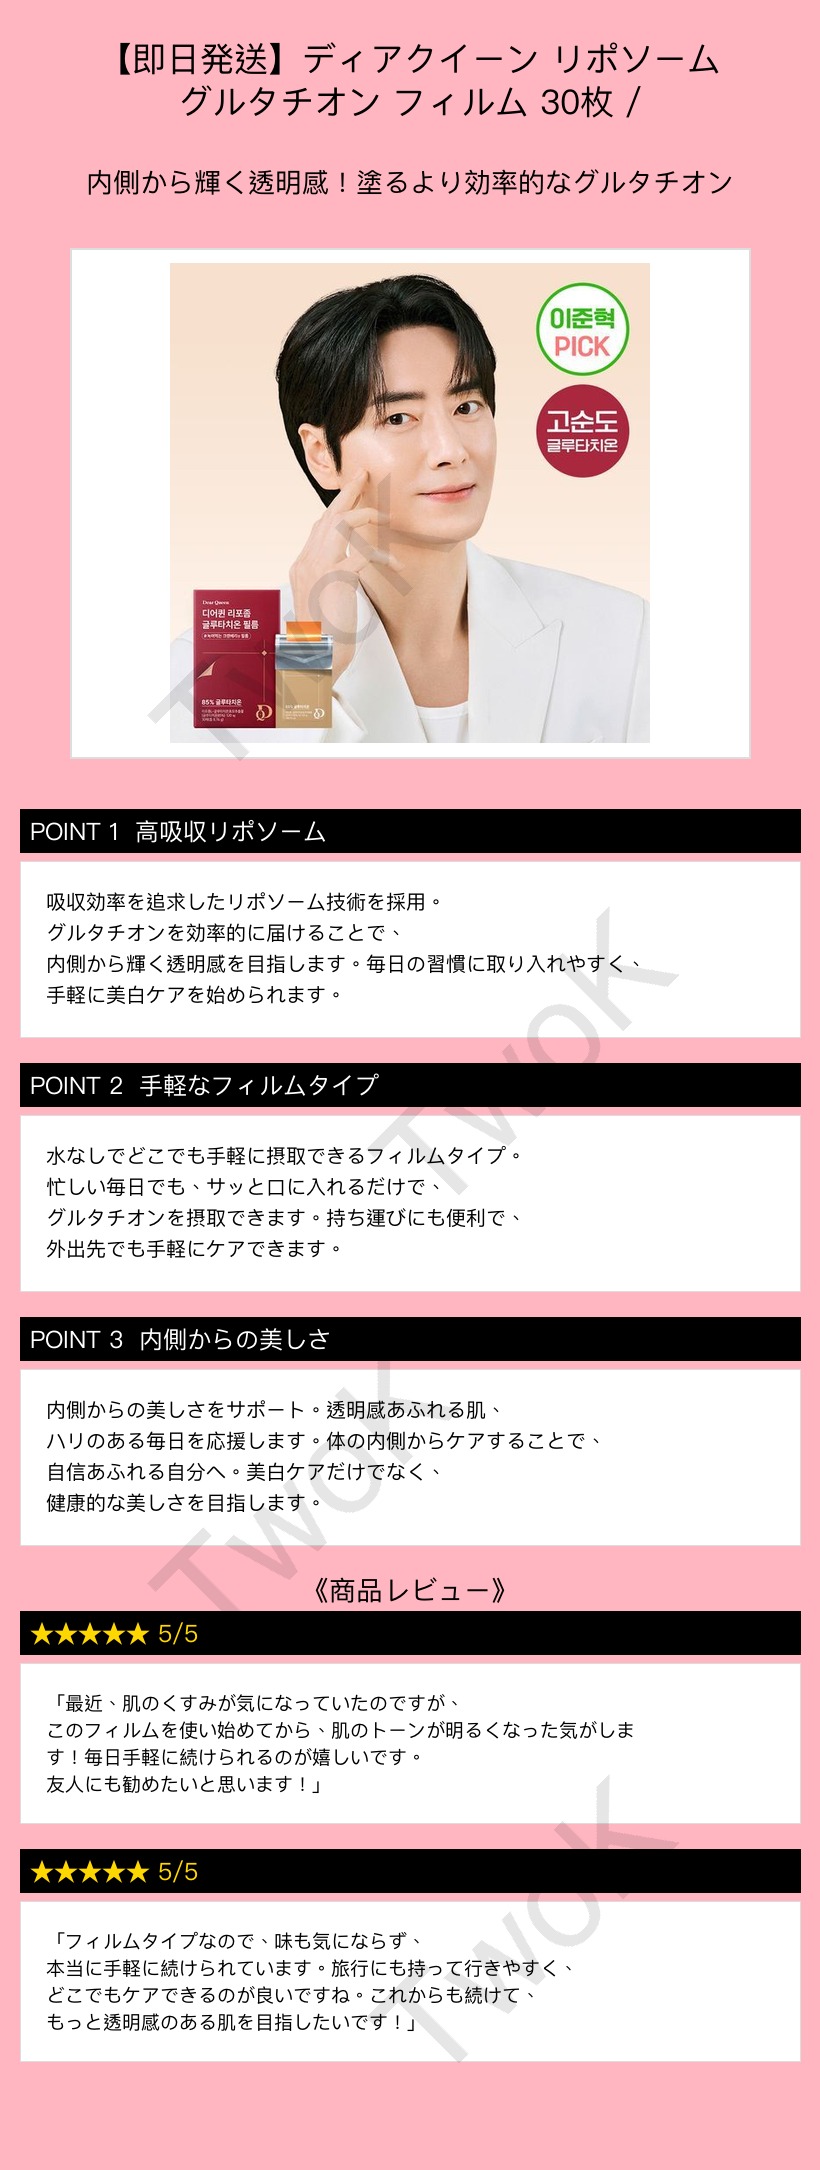 【即日発送】ディアクイーン リポソーム
グルタチオン フィルム 30枚 /
内側から輝く透明感！塗るより効率的なグルタチオン
이준혁
PICK
고순도
글루타치온
Dear Queen
디어퀸 리포좀
글루타치온 필름
85% 글루타치온
TwoK
POINT 1 高吸収リポソーム
吸収効率を追求したリポソーム技術を採用。
グルタチオンを効率的に届けることで、
内側から輝く透明感を目指します。毎日の習慣に取り入れやすく、
手軽に美白ケアを始められます。
TwoK
POINT 2 手軽なフィルムタイプ
水なしでどこでも手軽に摂取できるフィルムタイプ。
忙しい毎日でも、サッと口に入れるだけで、
グルタチオンを摂取できます。持ち運びにも便利で、
外出先でも手軽にケアできます。
POINT 3 内側からの美しさ
内側からの美しさをサポート。透明感あふれる肌、
ハリのある毎日を応援します。体の内側からケアすることで、
自信あふれる自分へ。美白ケアだけでなく、
健康的な美しさを目指します。
TwoK
《商品レビュー》
★★★★★ 5/5
「最近、肌のくすみが気になっていたのですが、
このフィルムを使い始めてから、肌のトーンが明るくなった気がしま
す！毎日手軽に続けられるのが嬉しいです。
友人にも勧めたいと思います！」
★★★★★ 5/5
「フィルムタイプなので、味も気にならず、
本当に手軽に続けられています。旅行にも持って行きやすく、
どこでもケアできるのが良いですね。これからも続けて、
もっと透明感のある肌を目指したいです！」
TwoK